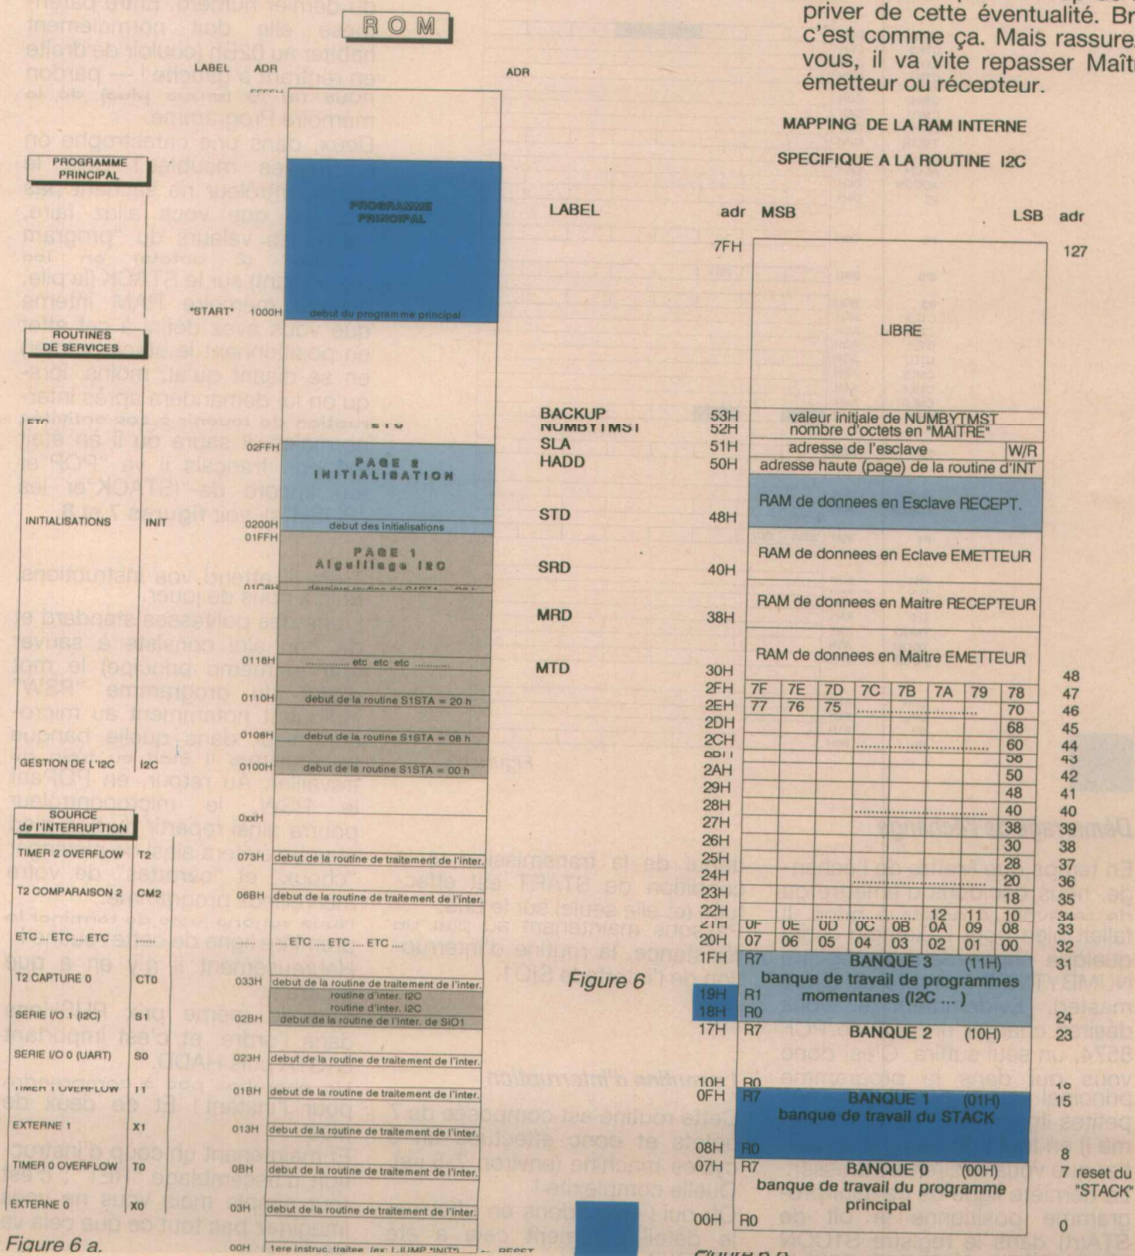 priver de cette éventualité. Br
c'est comme ça. Mais rassure
vous, il va vite repasser Maîtr
émetteur ou récepteur.
ROM
LABEL ADR ADR
PROGRAMME
PRINCIPAL
PROGRAMME
PRINCIPAL
*START* 1000H debut du programme principal
ROUTINES
DE SERVICES
ETC
02FFH
PAGE 2
INITIALISATION
INITIALISATIONS INIT 0200H debut des initialisations
01FFH
PAGE 1
Aiguillage I2C
01C8H
0118H ............ etc etc etc ............
0110H debut de la routine S1STA = 20 h
0108H debut de la routine S1STA = 08 h
GESTION DE L'I2C I2C 0100H debut de la routine S1STA = 00 h
SOURCE
de l'INTERRUPTION
0xxH
TIMER 2 OVERFLOW T2 073H debut de la routine de traitement de l'inter.
T2 COMPARAISON 2 CM2 06BH debut de la routine de traitement de l'inter.
ETC ... ETC ... ETC ... ETC .... ETC .... ETC ....
T2 CAPTURE 0 CT0 033H debut de la routine de traitement de l'inter.
routine d'inter. I2C
routine d'inter. I2C
SERIE I/O 1 (I2C) S1 02BH debut de la routine de l'inter. de SIO1
SERIE I/O 0 (UART) S0 023H debut de la routine de traitement de l'inter.
TIMER 1 OVERFLOW T1 01BH debut de la routine de traitement de l'inter.
EXTERNE 1 X1 013H debut de la routine de traitement de l'inter.
TIMER 0 OVERFLOW T0 0BH debut de la routine de traitement de l'inter.
EXTERNE 0 X0 03H debut de la routine de traitement de l'inter.
00H 1ere instruc. traitee (ex: LJUMP "INIT") RESET
Figure 6 a.
MAPPING DE LA RAM INTERNE
SPECIFIQUE A LA ROUTINE I2C
LABEL adr MSB LSB adr
7FH 127
LIBRE
BACKUP 53H valeur initiale de NUMBYTMST
NUMBYTMST 52H nombre d'octets en "MAITRE"
SLA 51H adresse de l'esclave W/R
HADD 50H adresse haute (page) de la routine d'INT
RAM de donnees en Esclave RECEPT.
STD 48H
RAM de donnees en Eclave EMETTEUR
SRD 40H
RAM de donnees en Maitre RECEPTEUR
MRD 38H
RAM de donnees en Maitre EMETTEUR
MTD 30H 48
2FH 7F 7E 7D 7C 7B 7A 79 78 47
2EH 77 76 75 .............................. 70 46
2DH 68 45
2CH .............................. 60 44
2BH 58 43
2AH 50 42
29H 48 41
28H .............................. 40 40
27H 38 39
26H 30 38
25H 28 37
24H .............................. 20 36
23H 18 35
22H ........................ 12 11 10 34
21H 0F 0E 0D 0C 0B 0A 09 08 33
20H 07 06 05 04 03 02 01 00 32
1FH R7 BANQUE 3 (11H) 31
banque de travail de programmes
momentanes (I2C ... )
19H R1
18H R0 24
17H R7 BANQUE 2 (10H) 23
10H R0
0FH R7 BANQUE 1 (01H) 15
banque de travail du STACK
08H R0 8
07H R7 BANQUE 0 (00H) 7 reset du
"STACK"
banque de travail du programme
principal
00H R0 0
Figure 6